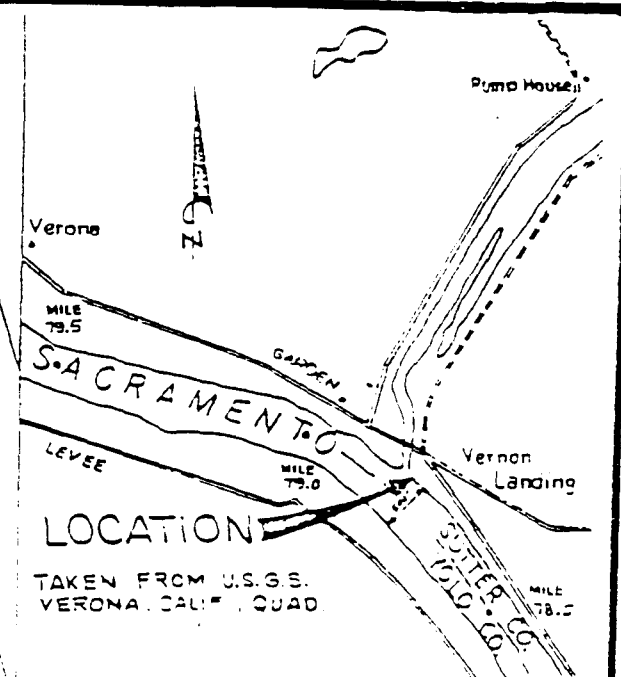 Pump House
N
Verona
MILE
79.5
SACRAMENTO
LEVEE
MILE
79.0
Vernon
Landing
LOCATION
SUTTER CO.
YOLO CO.
MILE
TAKEN FROM U.S.G.S.
VERONA, CALIF., QUAD.